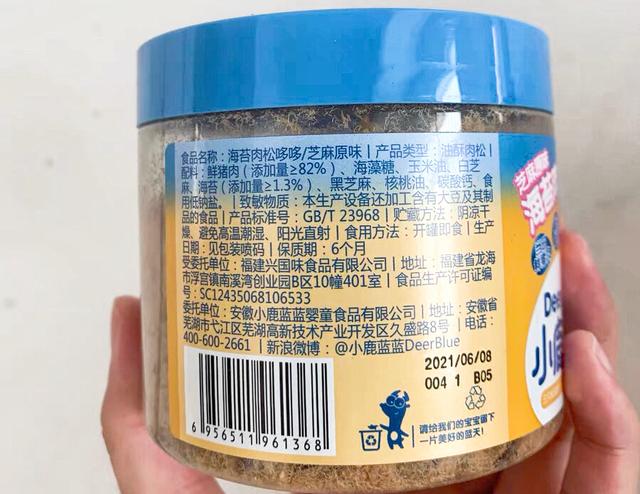 食品名称：海苔肉松哆哆/芝麻原味｜产品类型：油酥肉松｜
配料：鲜猪肉（添加量≥82%）、海藻糖、玉米油、白芝
麻、海苔（添加量≥1.3%）、黑芝麻、核桃油、碳酸钙、食
用低钠盐。｜致敏物质：本生产设备还加工含有大豆及其制
品的食品｜产品标准号：GB/T 23968｜贮藏方法：阴凉干
燥、避免高温潮湿、阳光直射｜食用方法：开罐即食｜生产
日期：见包装喷码｜保质期：6个月
受委托单位：福建兴国味食品有限公司｜地址：福建省龙海
市浮宫镇南溪湾创业园B区10幢401室｜食品生产许可证编
号：SC12435068106533
委托单位：安徽小鹿蓝蓝婴童食品有限公司｜地址：安徽省
芜湖市弋江区芜湖高新技术产业开发区久盛路8号｜电话：
400-600-2661｜新浪微博：@小鹿蓝蓝DeerBlue
2021/06/08
004 1 B05
6 956511 961368
请给我们的宝宝留下
一片美好的蓝天！
芝麻原味
海苔
Dee
小鹿